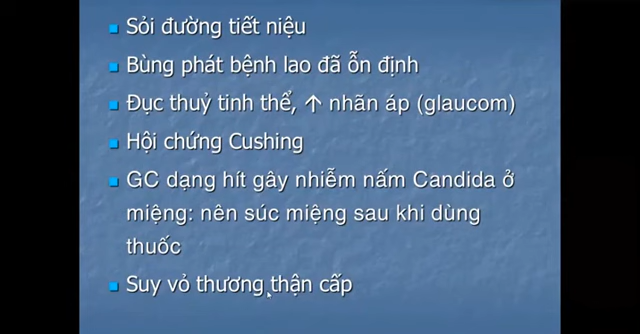 Sỏi đường tiết niệu
Bùng phát bệnh lao đã ỗn định
Đục thuỷ tinh thể, ↑ nhãn áp (glaucom)
Hội chứng Cushing
GC dạng hít gây nhiễm nấm Candida ở
miệng: nên súc miệng sau khi dùng
thuốc
Suy vỏ thương thận cấp